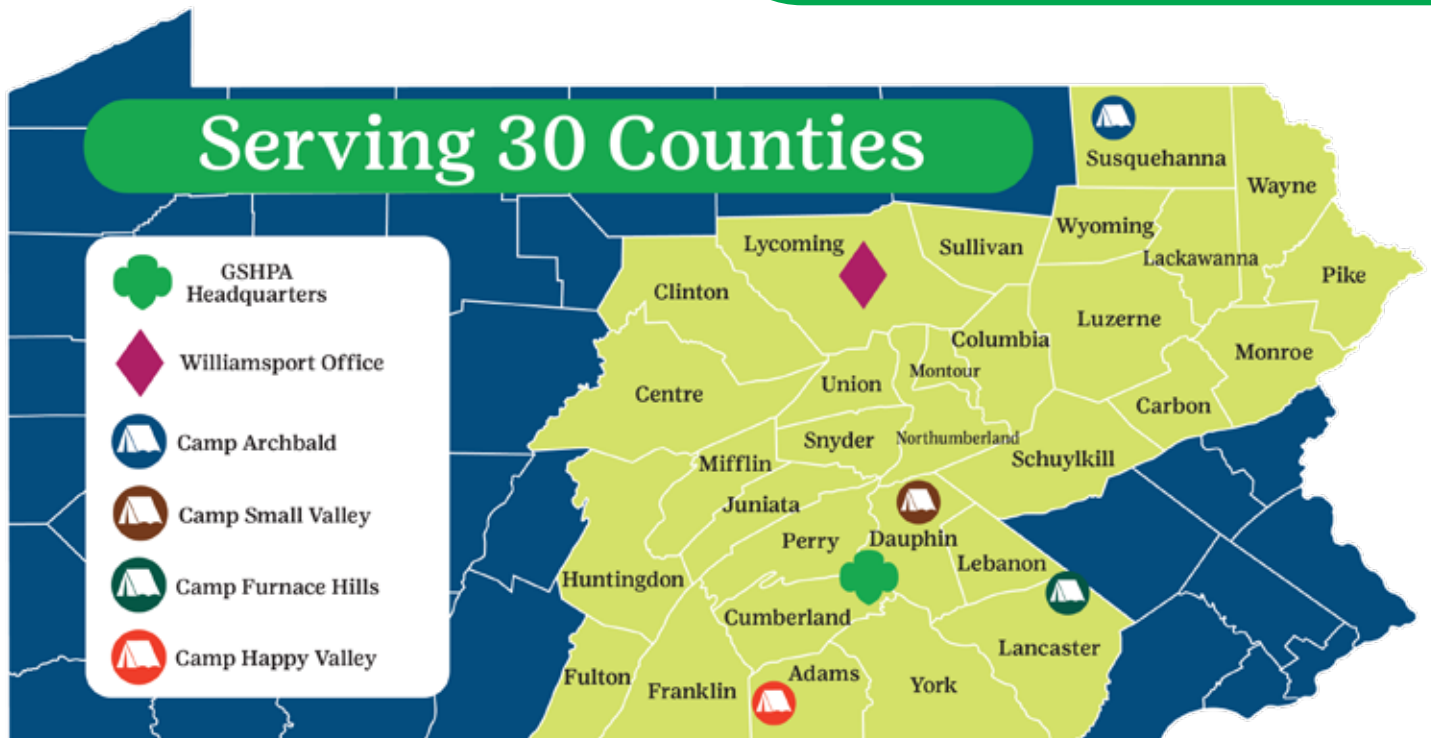 Serving 30 Counties
GSHPA
Headquarters
Williamsport Office
Camp Archbald
Camp Small Valley
Camp Furnace Hills
Camp Happy Valley
Susquehanna
Wayne
Wyoming
Lycoming
Sullivan
Lackawanna
Pike
Clinton
Luzerne
Columbia
Monroe
Montour
Union
Centre
Carbon
Snyder
Northumberland
Schuylkill
Mifflin
Juniata
Perry
Dauphin
Lebanon
Huntingdon
Cumberland
Lancaster
Fulton
Franklin
Adams
York